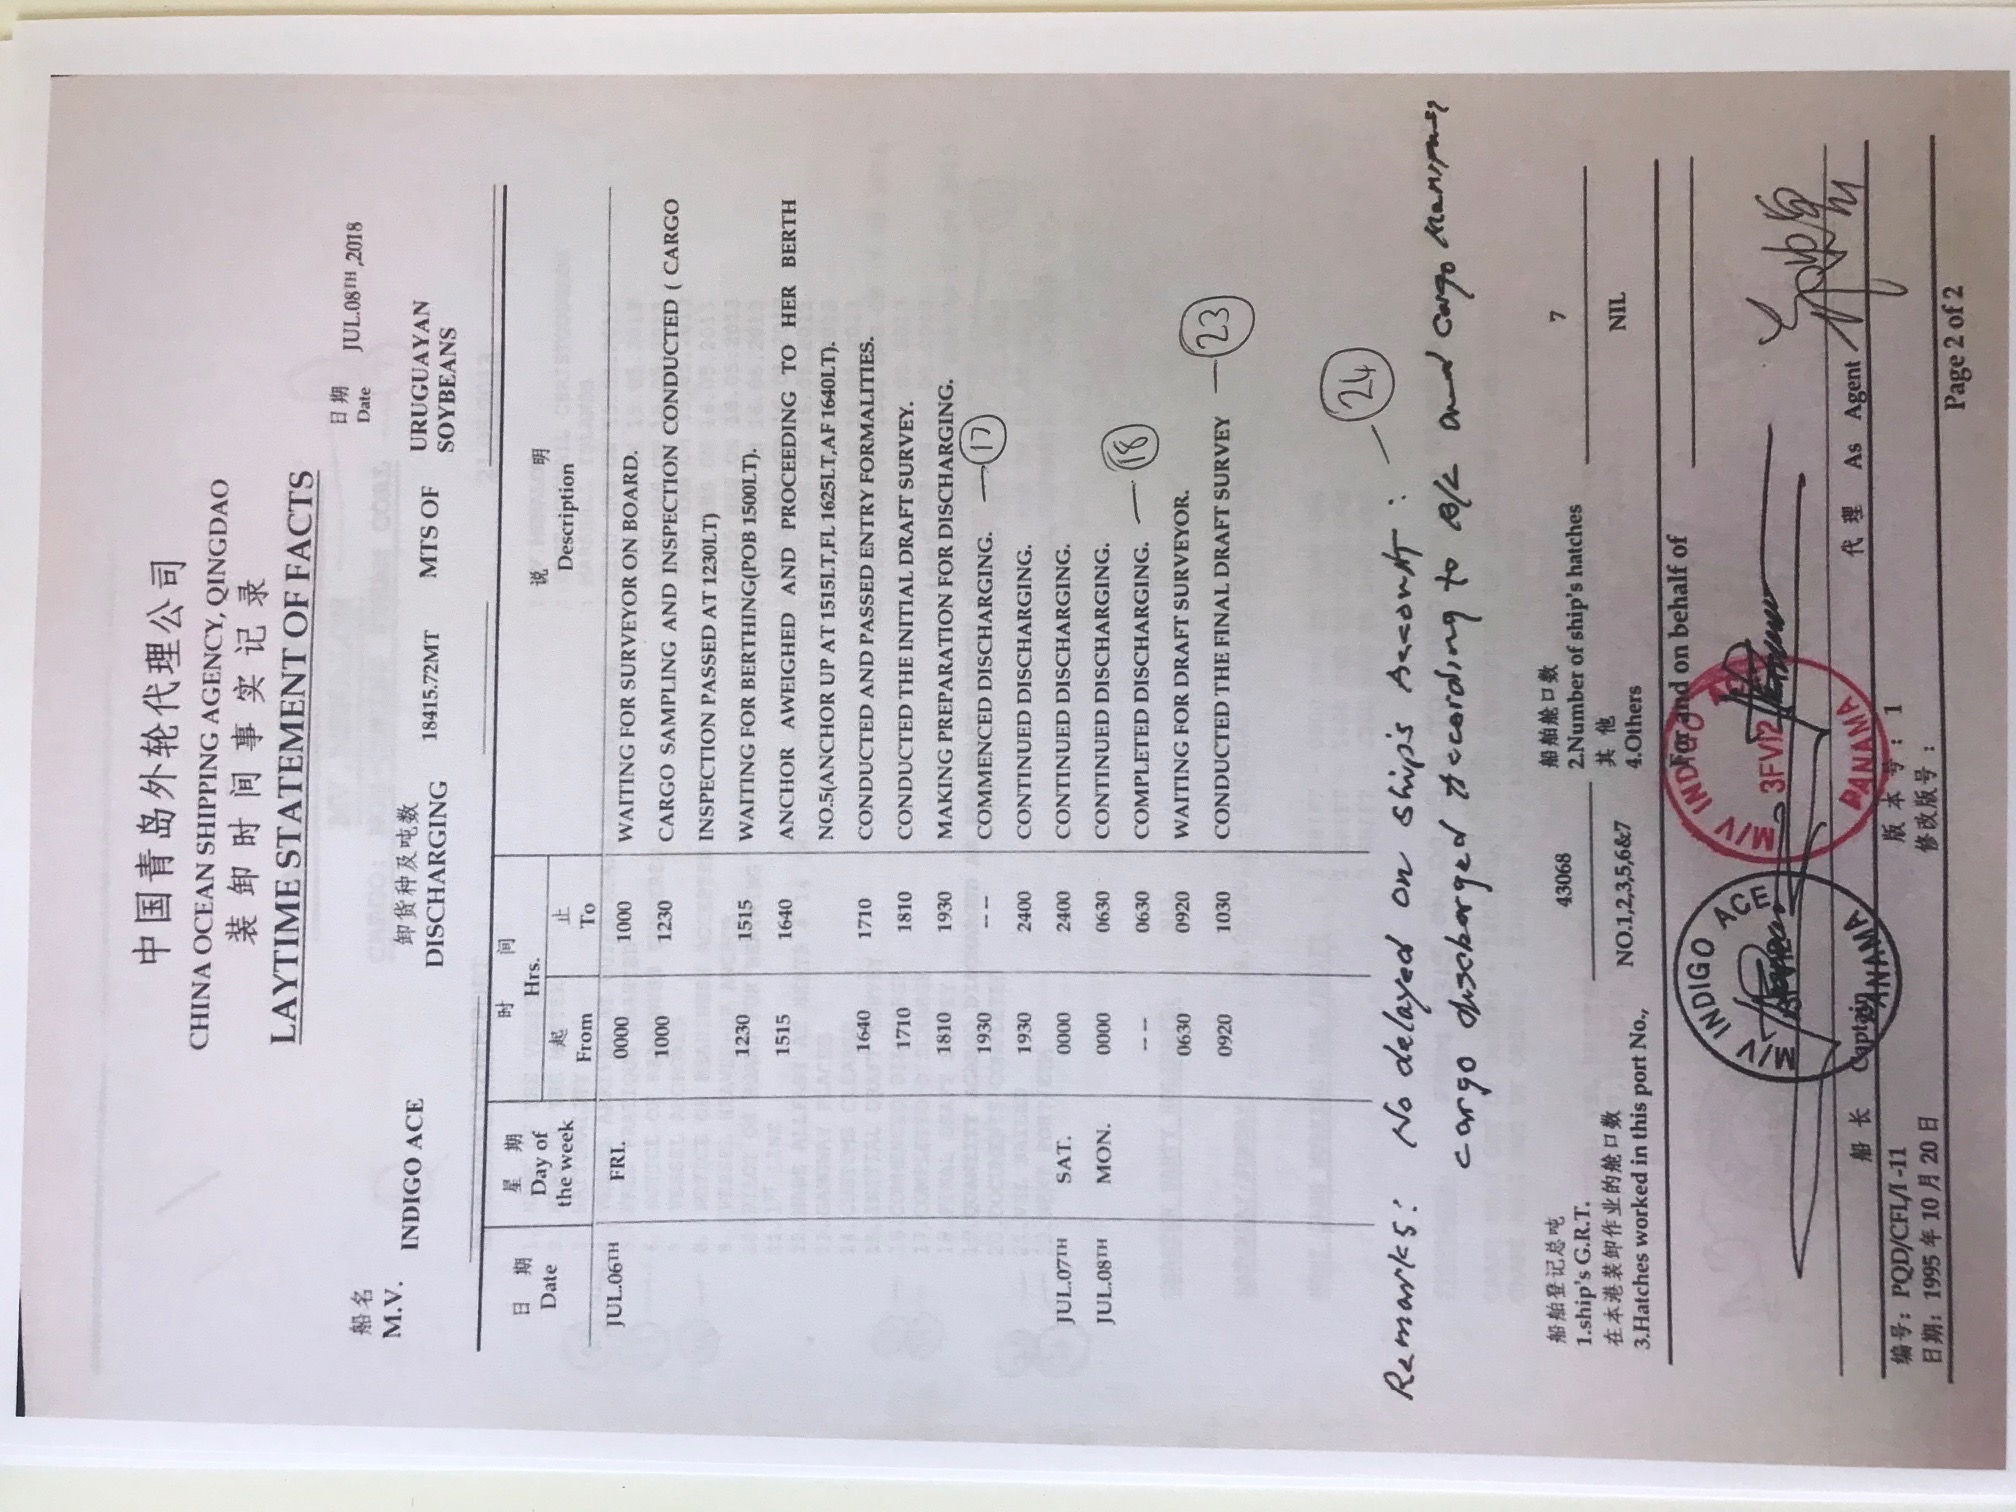 中国青岛外轮代理公司
CHINA OCEAN SHIPPING AGENCY, QINGDAO
装卸时间事实记录
LAYTIME STATEMENT OF FACTS
日期 JUL.08TH,2018
Date
船名 卸货种及吨数
M.V. INDIGO ACE DISCHARGING 18415.72MT MTS OF URUGUAYAN
SOYBEANS
日期 星期 时间 说明
Date Day of the week Hrs. Description
起 止
From To
JUL.06TH FRI. 0000 1000 WAITING FOR SURVEYOR ON BOARD.
1000 1230 CARGO SAMPLING AND INSPECTION CONDUCTED ( CARGO
INSPECTION PASSED AT 1230LT)
1230 1515 WAITING FOR BERTHING(POB 1500LT).
1515 1640 ANCHOR AWEIGHED AND PROCEEDING TO HER BERTH
NO.5(ANCHOR UP AT 1515LT,FL 1625LT,AF 1640LT).
1640 1710 CONDUCTED AND PASSED ENTRY FORMALITIES.
1710 1810 CONDUCTED THE INITIAL DRAFT SURVEY.
1810 1930 MAKING PREPARATION FOR DISCHARGING.
1930 -- COMMENCED DISCHARGING. — 17
1930 2400 CONTINUED DISCHARGING.
JUL.07TH SAT. 0000 2400 CONTINUED DISCHARGING.
JUL.08TH MON. 0000 0630 CONTINUED DISCHARGING.
-- 0630 COMPLETED DISCHARGING. — 18
0630 0920 WAITING FOR DRAFT SURVEYOR.
0920 1030 CONDUCTED THE FINAL DRAFT SURVEY — 23
Remarks: No delayed on ship's Account: — 24
Cargo discharged According to B/L and Cargo
船舶登记总吨 船舶舱口数
1.ship's G.R.T. 43068 2.Number of ship's hatches 7
在本港装卸作业的舱口数 其他
3.Hatches worked in this port No., NO.1,2,3,5,6&7 4.Others NIL
For and on behalf of
M/V INDIGO ACE
PANAMA
M/V INDIGO ACE
3FVI2
PANAMA
船长 Captain 代理 As Agent
编号：PQD/CFL/I-11 版本号：1
日期：1995 年 10 月 20 日 修改版号：
Page 2 of 2